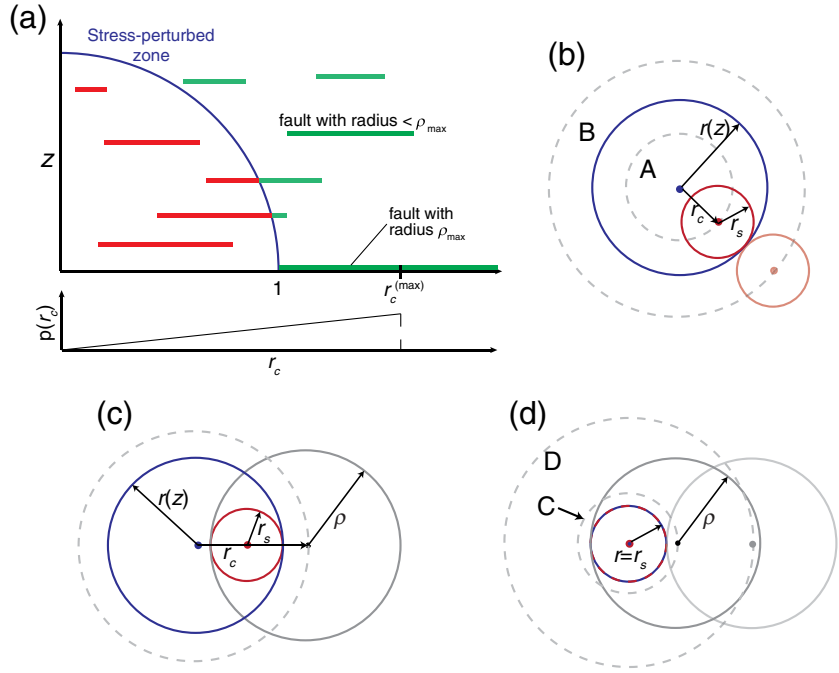 (a)
Stress-perturbed
zone
fault with radius < ρmax
z
fault with
radius ρmax
1
rc(max)
p(rc)
rc
(b)
B
r(z)
A
rc
rs
(c)
r(z)
ρ
rs
rc
(d)
D
C
ρ
r=rs